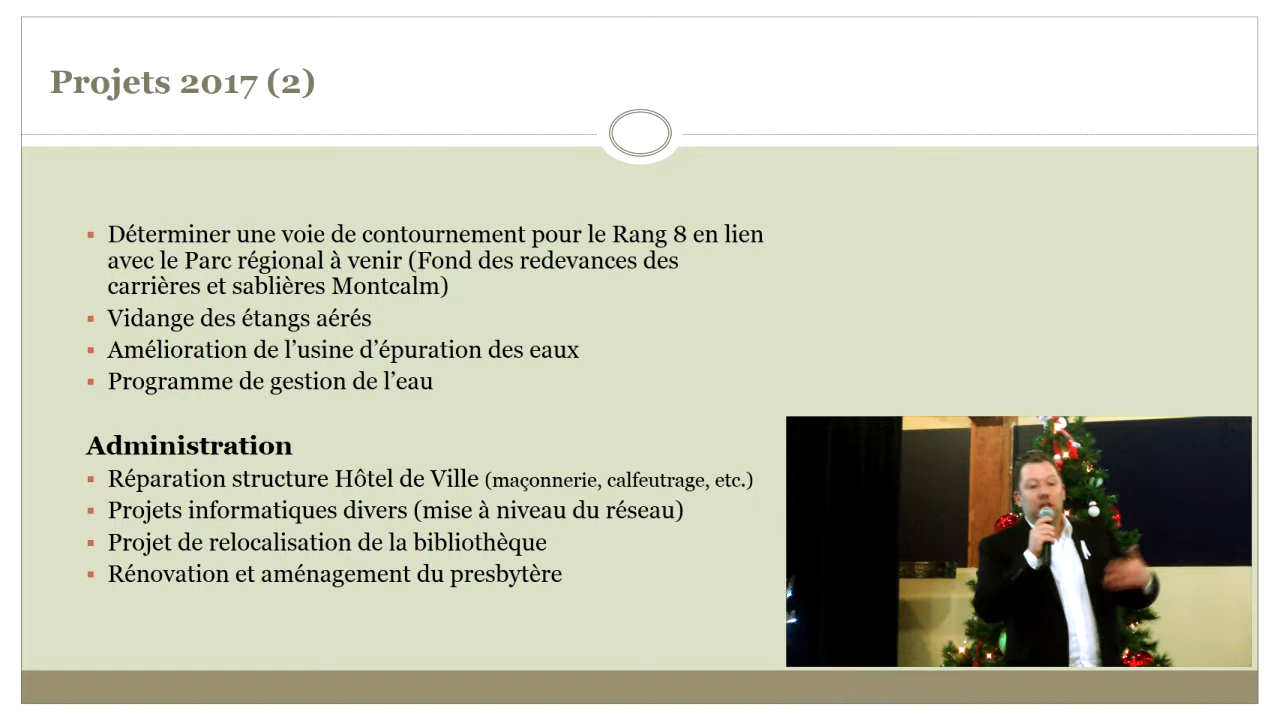 Projets 2017 (2)
▪ Déterminer une voie de contournement pour le Rang 8 en lien
avec le Parc régional à venir (Fond des redevances des
carrières et sablières Montcalm)
▪ Vidange des étangs aérés
▪ Amélioration de l’usine d’épuration des eaux
▪ Programme de gestion de l’eau
Administration
▪ Réparation structure Hôtel de Ville (maçonnerie, calfeutrage, etc.)
▪ Projets informatiques divers (mise à niveau du réseau)
▪ Projet de relocalisation de la bibliothèque
▪ Rénovation et aménagement du presbytère